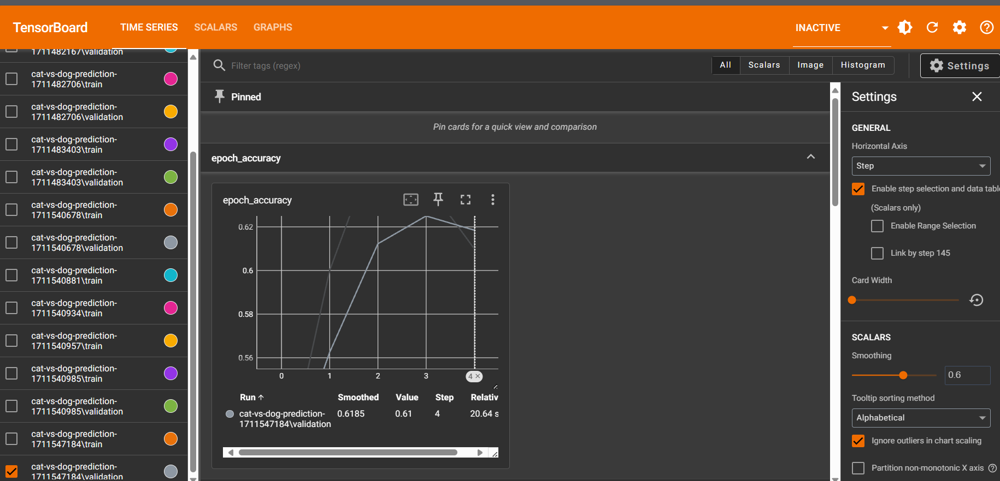 TensorBoard
TIME SERIES
SCALARS
GRAPHS
INACTIVE
1711482167\validation
cat-vs-dog-prediction-
1711482706\train
cat-vs-dog-prediction-
1711482706\validation
cat-vs-dog-prediction-
1711483403\train
cat-vs-dog-prediction-
1711483403\validation
cat-vs-dog-prediction-
1711540678\train
cat-vs-dog-prediction-
1711540678\validation
cat-vs-dog-prediction-
1711540881\train
cat-vs-dog-prediction-
1711540934\train
cat-vs-dog-prediction-
1711540957\train
cat-vs-dog-prediction-
1711540985\train
cat-vs-dog-prediction-
1711540985\validation
cat-vs-dog-prediction-
1711547184\train
cat-vs-dog-prediction-
1711547184\validation
Filter tags (regex)
All
Scalars
Image
Histogram
Settings
Pinned
Pin cards for a quick view and comparison
epoch_accuracy
epoch_accuracy
0.62
0.6
0.58
0.56
0
1
2
3
4 ×
Run ↑ Smoothed Value Step Relativ
cat-vs-dog-prediction- 0.6185 0.61 4 20.64 s
1711547184\validation
Settings
GENERAL
Horizontal Axis
Step
Enable step selection and data table
(Scalars only)
Enable Range Selection
Link by step 145
Card Width
SCALARS
Smoothing
0.6
Tooltip sorting method
Alphabetical
Ignore outliers in chart scaling
Partition non-monotonic X axis